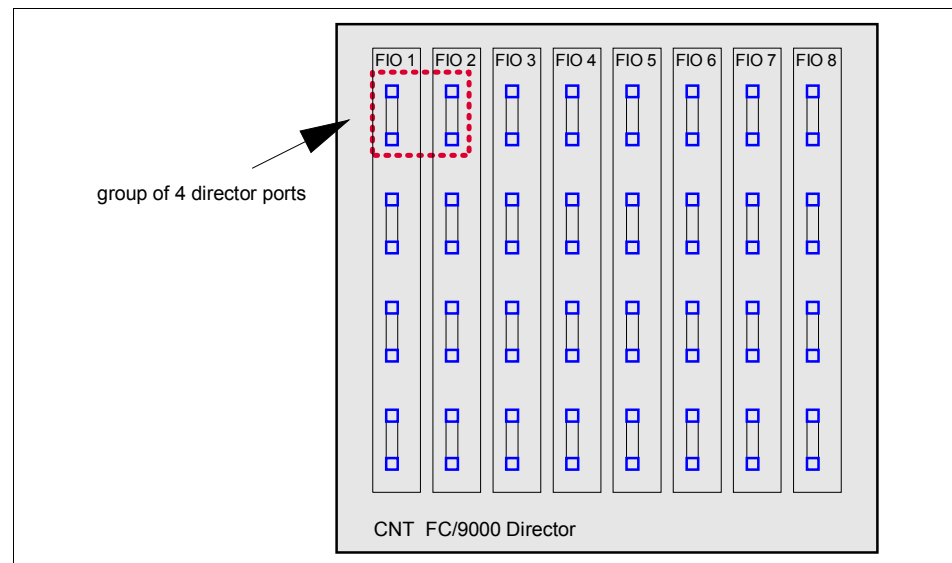 FIO 1 FIO 2 FIO 3 FIO 4 FIO 5 FIO 6 FIO 7 FIO 8
group of 4 director ports
CNT FC/9000 Director